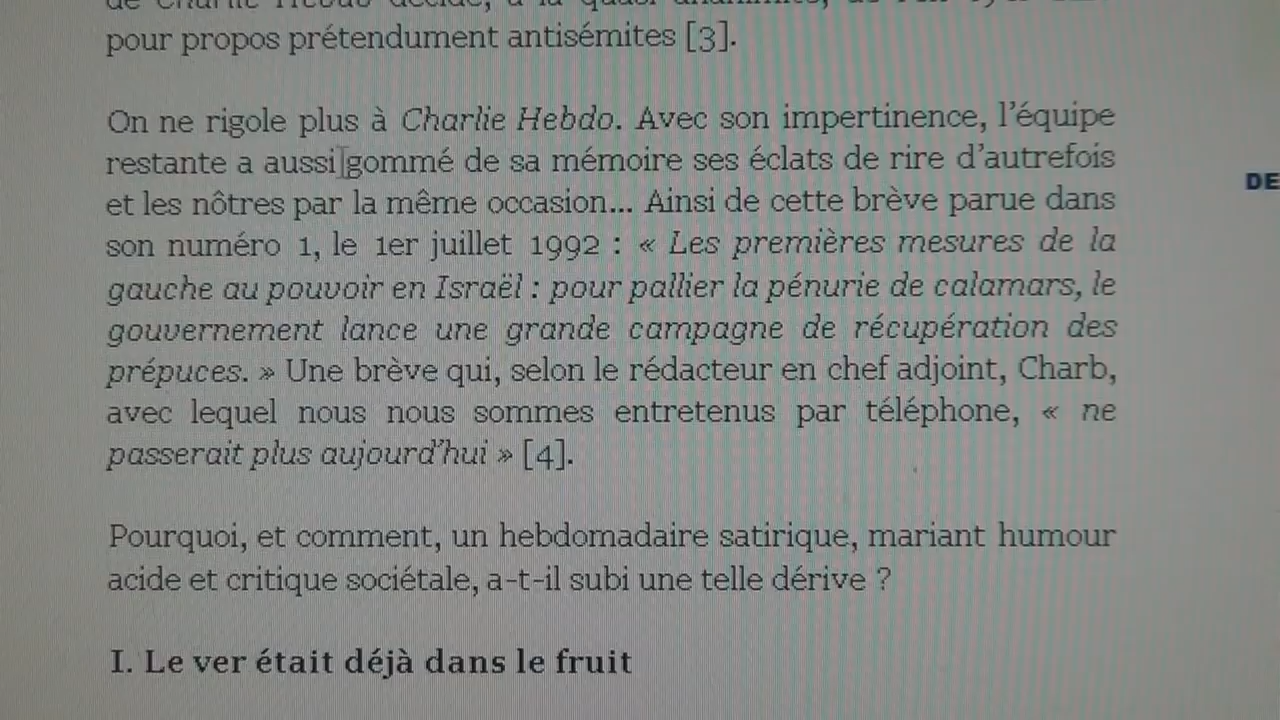 pour propos prétendument antisémites [3].
On ne rigole plus à Charlie Hebdo. Avec son impertinence, l'équipe
restante a aussi gommé de sa mémoire ses éclats de rire d'autrefois
et les nôtres par la même occasion... Ainsi de cette brève parue dans
son numéro 1, le 1er juillet 1992 : « Les premières mesures de la
gauche au pouvoir en Israël : pour pallier la pénurie de calamars, le
gouvernement lance une grande campagne de récupération des
prépuces. » Une brève qui, selon le rédacteur en chef adjoint, Charb,
avec lequel nous nous sommes entretenus par téléphone, « ne
passerait plus aujourd'hui » [4].
Pourquoi, et comment, un hebdomadaire satirique, mariant humour
acide et critique sociétale, a-t-il subi une telle dérive ?
I. Le ver était déjà dans le fruit
DE